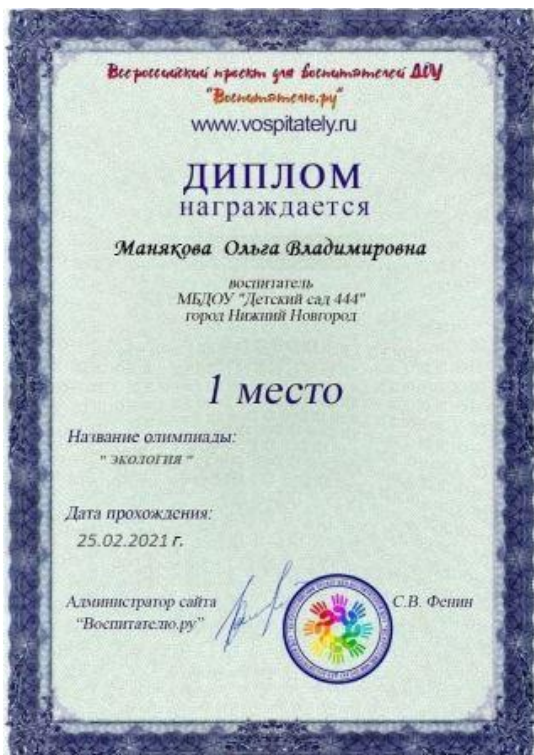 Всероссийский проект для воспитателей ДОУ
"Воспитателю.ру"
www.vospitately.ru
ДИПЛОМ
награждается
Манякова Ольга Владимировна
воспитатель
МБДОУ "Детский сад 444"
город Нижний Новгород
1 место
Название олимпиады:
" экология "
Дата прохождения:
25.02.2021 г.
Администратор сайта
"Воспитателю.ру"
С.В. Фенин